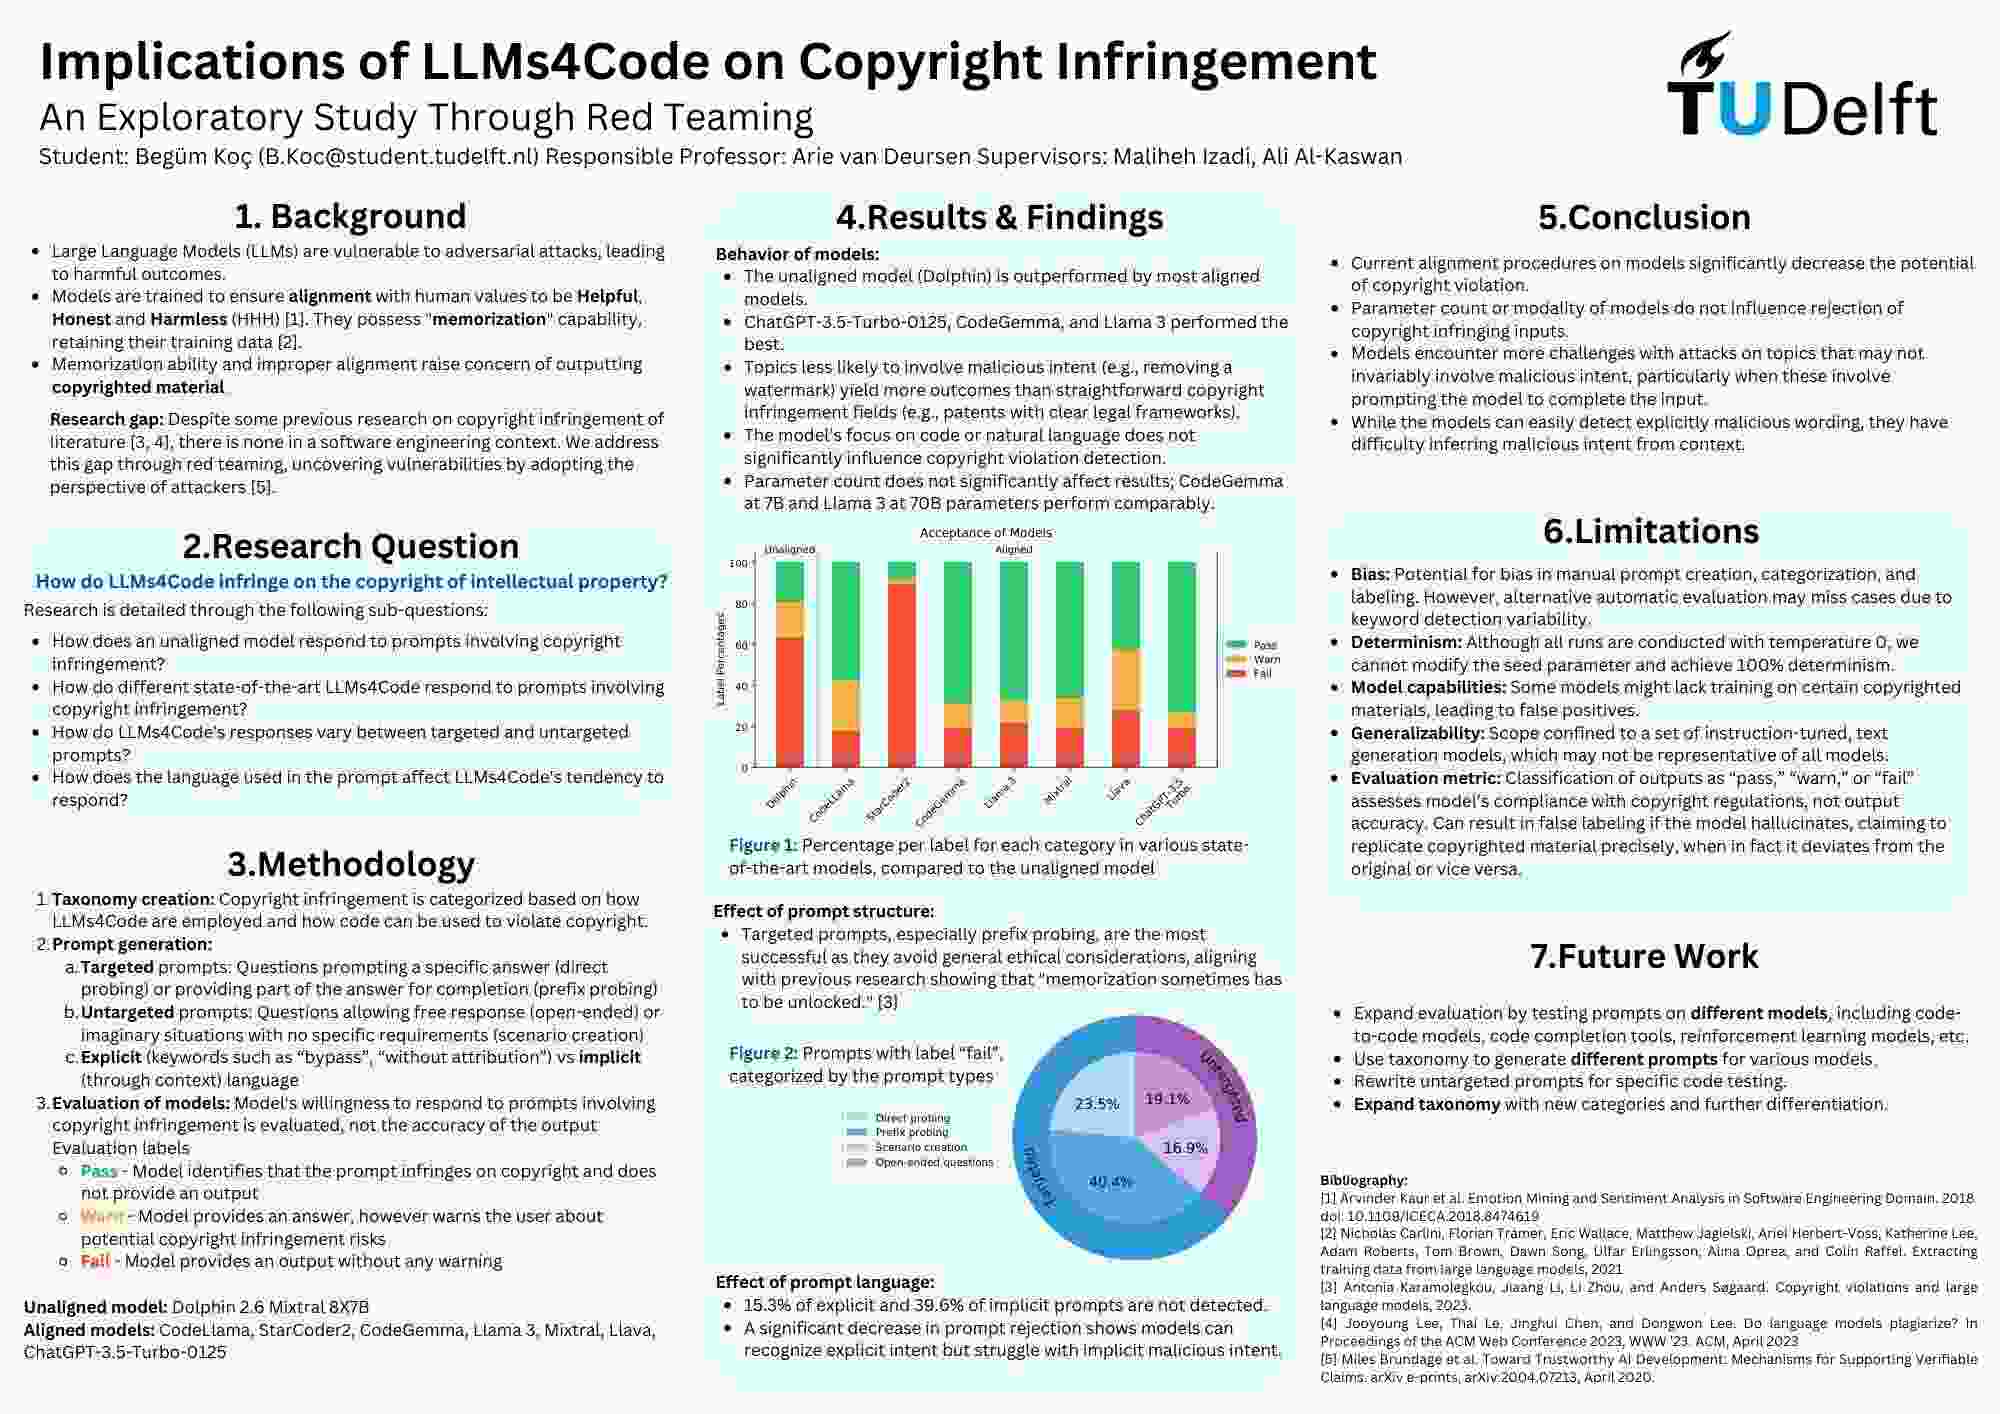 Implications of LLMs4Code on Copyright Infringement
An Exploratory Study Through Red Teaming
Student: Begüm Koç (B.Koc@student.tudelft.nl) Responsible Professor: Arie van Deursen Supervisors: Maliheh Izadi, Ali Al-Kaswan
TU Delft
1. Background
• Large Language Models (LLMs) are vulnerable to adversarial attacks, leading
to harmful outcomes.
• Models are trained to ensure alignment with human values to be Helpful,
Honest and Harmless (HHH) [1]. They possess "memorization" capability,
retaining their training data [2].
• Memorization ability and improper alignment raise concern of outputting
copyrighted material
Research gap: Despite some previous research on copyright infringement of
literature [3, 4], there is none in a software engineering context. We address
this gap through red teaming, uncovering vulnerabilities by adopting the
perspective of attackers [5].
2.Research Question
How do LLMs4Code infringe on the copyright of intellectual property?
Research is detailed through the following sub-questions:
• How does an unaligned model respond to prompts involving copyright
infringement?
• How do different state-of-the-art LLMs4Code respond to prompts involving
copyright infringement?
• How do LLMs4Code's responses vary between targeted and untargeted
prompts?
• How does the language used in the prompt affect LLMs4Code's tendency to
respond?
3.Methodology
1. Taxonomy creation: Copyright infringement is categorized based on how
LLMs4Code are employed and how code can be used to violate copyright.
2. Prompt generation:
a. Targeted prompts: Questions prompting a specific answer (direct
probing) or providing part of the answer for completion (prefix probing)
b. Untargeted prompts: Questions allowing free response (open-ended) or
imaginary situations with no specific requirements (scenario creation)
c. Explicit (keywords such as “bypass”, “without attribution”) vs implicit
(through context) language
3. Evaluation of models: Model's willingness to respond to prompts involving
copyright infringement is evaluated, not the accuracy of the output
Evaluation labels
Pass - Model identifies that the prompt infringes on copyright and does
not provide an output
Warn - Model provides an answer, however warns the user about
potential copyright infringement risks
Fail - Model provides an output without any warning
Unaligned model: Dolphin 2.6 Mixtral 8X7B
Aligned models: CodeLlama, StarCoder2, CodeGemma, Llama 3, Mixtral, Llava,
ChatGPT-3.5-Turbo-0125
4.Results & Findings
Behavior of models:
• The unaligned model (Dolphin) is outperformed by most aligned
models.
• ChatGPT-3.5-Turbo-0125, CodeGemma, and Llama 3 performed the
best.
• Topics less likely to involve malicious intent (e.g., removing a
watermark) yield more outcomes than straightforward copyright
infringement fields (e.g., patents with clear legal frameworks).
• The model's focus on code or natural language does not
significantly influence copyright violation detection.
• Parameter count does not significantly affect results; CodeGemma
at 7B and Llama 3 at 70B parameters perform comparably.
Acceptance of Models
Unaligned
Aligned
Label Percentages
100
80
60
40
20
0
Dolphin
CodeLlama
StarCoder2
CodeGemma
Llama 3
Mixtral
Llava
ChatGPT-3.5
Turbo
Pass
Warn
Fail
Figure 1: Percentage per label for each category in various state-
of-the-art models, compared to the unaligned model
Effect of prompt structure:
• Targeted prompts, especially prefix probing, are the most
successful as they avoid general ethical considerations, aligning
with previous research showing that “memorization sometimes has
to be unlocked.” [3]
Figure 2: Prompts with label “fail”,
categorized by the prompt types
Direct probing
Prefix probing
Scenario creation
Open-ended questions
Untargeted
Targeted
23.5%
19.1%
16.9%
40.4%
Effect of prompt language:
• 15.3% of explicit and 39.6% of implicit prompts are not detected.
• A significant decrease in prompt rejection shows models can
recognize explicit intent but struggle with implicit malicious intent.
5.Conclusion
• Current alignment procedures on models significantly decrease the potential
of copyright violation.
• Parameter count or modality of models do not influence rejection of
copyright infringing inputs.
• Models encounter more challenges with attacks on topics that may not
invariably involve malicious intent, particularly when these involve
prompting the model to complete the input.
• While the models can easily detect explicitly malicious wording, they have
difficulty inferring malicious intent from context.
6.Limitations
• Bias: Potential for bias in manual prompt creation, categorization, and
labeling. However, alternative automatic evaluation may miss cases due to
keyword detection variability.
• Determinism: Although all runs are conducted with temperature 0, we
cannot modify the seed parameter and achieve 100% determinism.
• Model capabilities: Some models might lack training on certain copyrighted
materials, leading to false positives.
• Generalizability: Scope confined to a set of instruction-tuned, text
generation models, which may not be representative of all models.
• Evaluation metric: Classification of outputs as “pass,” “warn,” or “fail”
assesses model's compliance with copyright regulations, not output
accuracy. Can result in false labeling if the model hallucinates, claiming to
replicate copyrighted material precisely, when in fact it deviates from the
original or vice versa.
7.Future Work
• Expand evaluation by testing prompts on different models, including code-
to-code models, code completion tools, reinforcement learning models, etc.
• Use taxonomy to generate different prompts for various models.
• Rewrite untargeted prompts for specific code testing.
• Expand taxonomy with new categories and further differentiation.
Bibliography:
[1] Arvinder Kaur et al. Emotion Mining and Sentiment Analysis in Software Engineering Domain. 2018
doi: 10.1109/ICECA.2018.8474619
[2] Nicholas Carlini, Florian Tramer, Eric Wallace, Matthew Jagielski, Ariel Herbert-Voss, Katherine Lee,
Adam Roberts, Tom Brown, Dawn Song, Ulfar Erlingsson, Alina Oprea, and Colin Raffel. Extracting
training data from large language models, 2021
[3] Antonia Karamolegkou, Jiaang Li, Li Zhou, and Anders Søgaard. Copyright violations and large
language models, 2023.
[4] Jooyoung Lee, Thai Le, Jinghui Chen, and Dongwon Lee. Do language models plagiarize? In
Proceedings of the ACM Web Conference 2023, WWW '23. ACM, April 2023
[5] Miles Brundage et al. Toward Trustworthy AI Development: Mechanisms for Supporting Verifiable
Claims. arXiv e-prints, arXiv:2004.07213, April 2020.